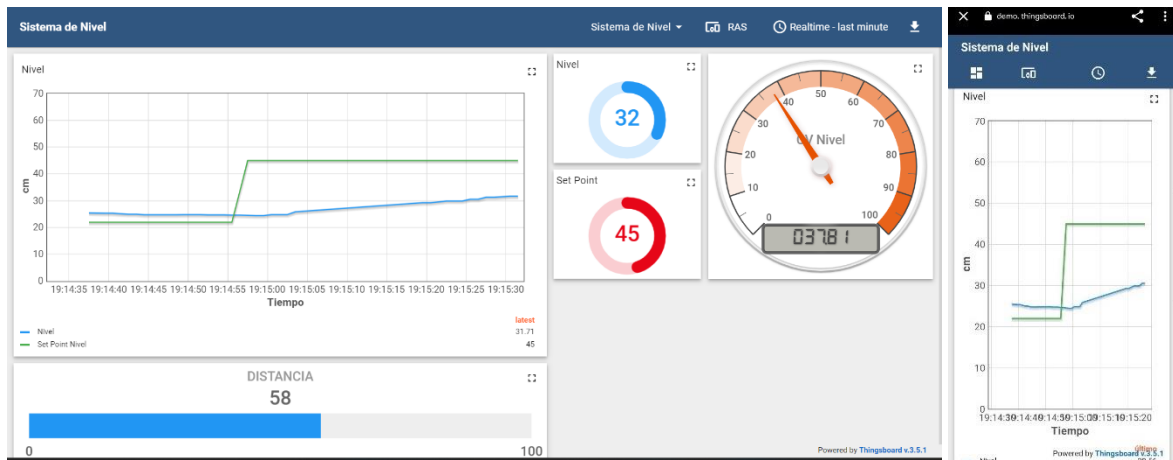 Sistema de Nivel
Sistema de Nivel RAS Realtime - last minute
Nivel
70
60
50
40
30
20
10
0
cm
19:14:35 19:14:40 19:14:45 19:14:50 19:14:55 19:15:00 19:15:05 19:15:10 19:15:15 19:15:20 19:15:25 19:15:30
Tiempo
latest
Nivel 31.71
Set Point Nivel 45
DISTANCIA
58
0 100
Nivel
32
Set Point
45
0 10 20 30 40 50 60 70 80 90 100
Nivel
037.81
Powered by Thingsboard v.3.5.1
demo.thingsboard.io
Sistema de Nivel
Nivel
70
60
50
40
30
20
10
0
cm
Tiempo
último
Powered by Thingsboard v.3.5.1